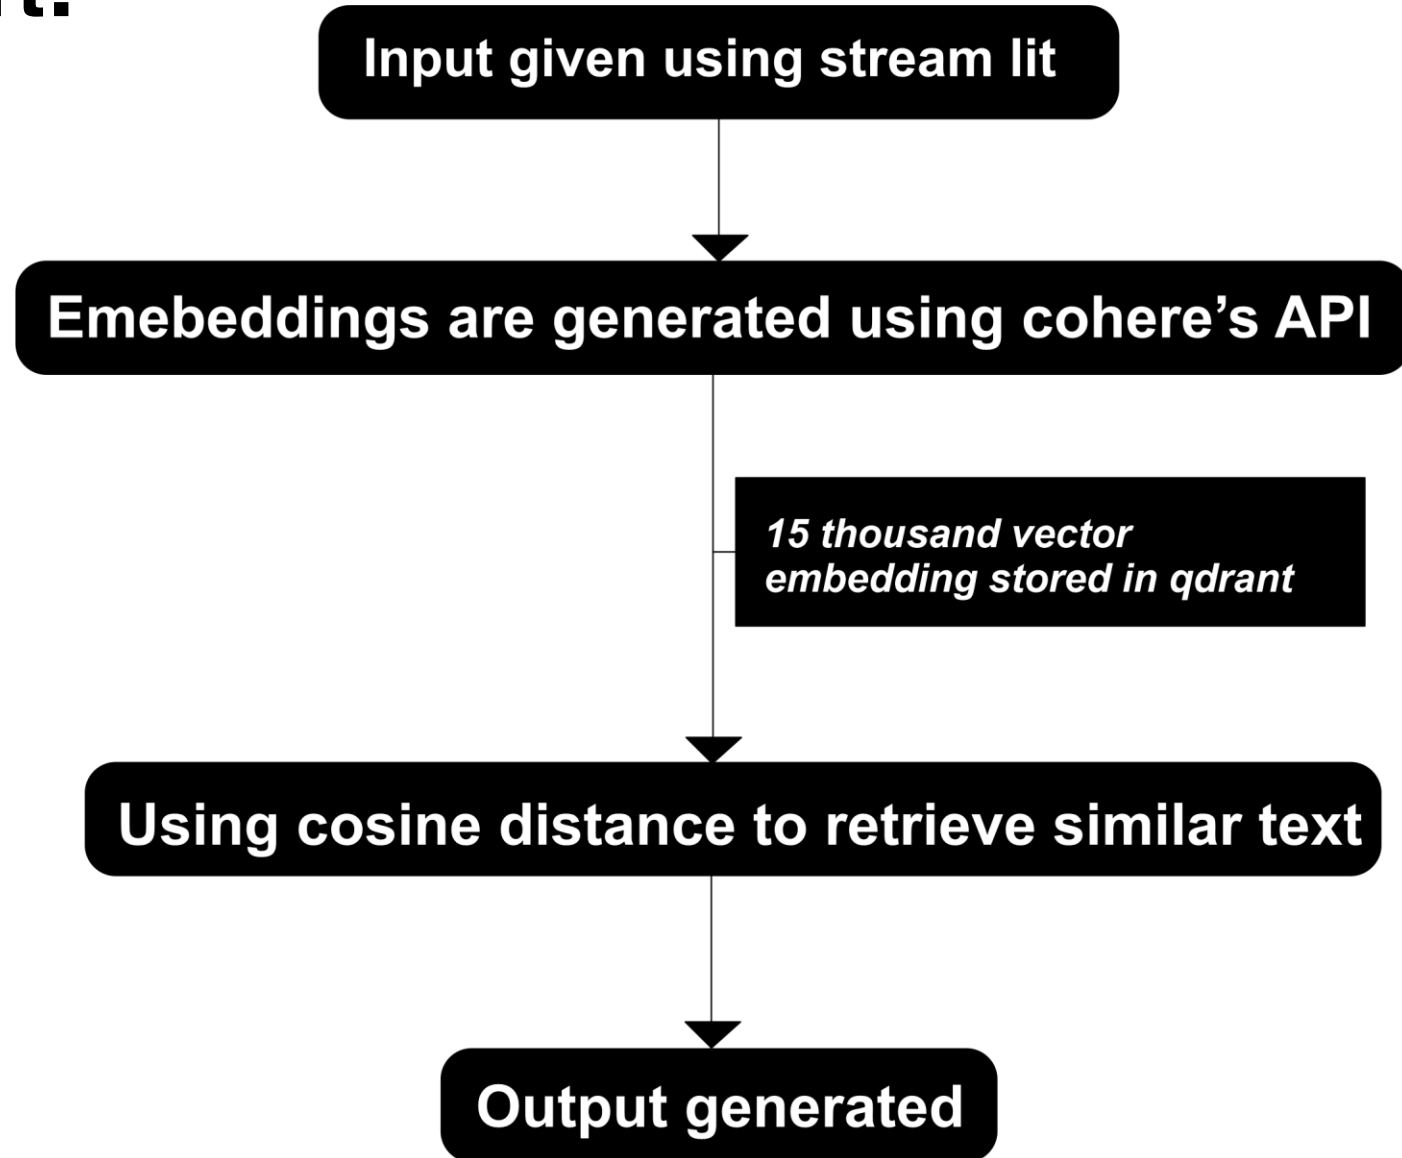 t.
Input given using stream lit
Emebeddings are generated using cohere’s API
15 thousand vector
embedding stored in qdrant
Using cosine distance to retrieve similar text
Output generated